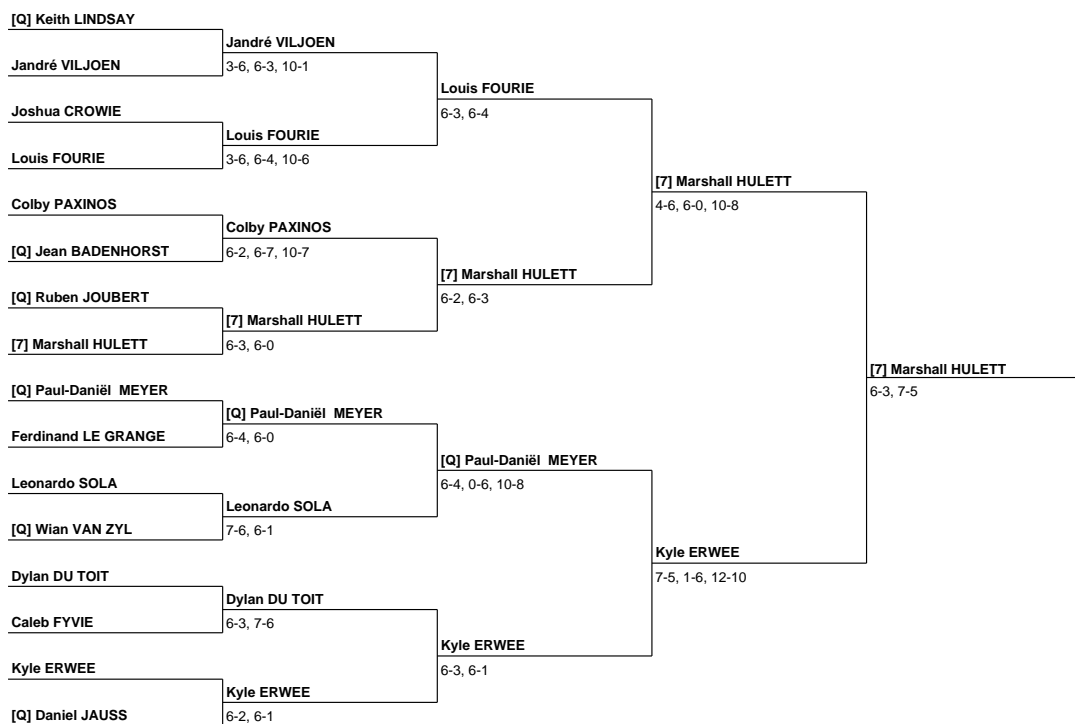 [Q] Keith LINDSAY
Jandré VILJOEN
Jandré VILJOEN
3-6, 6-3, 10-1
Louis FOURIE
6-3, 6-4
Joshua CROWIE
Louis FOURIE
Louis FOURIE
3-6, 6-4, 10-6
[7] Marshall HULETT
4-6, 6-0, 10-8
Colby PAXINOS
[Q] Jean BADENHORST
Colby PAXINOS
6-2, 6-7, 10-7
[7] Marshall HULETT
6-2, 6-3
[Q] Ruben JOUBERT
[7] Marshall HULETT
[7] Marshall HULETT
6-3, 6-0
[7] Marshall HULETT
6-3, 7-5
[Q] Paul-Daniël  MEYER
Ferdinand LE GRANGE
[Q] Paul-Daniël  MEYER
6-4, 6-0
[Q] Paul-Daniël  MEYER
6-4, 0-6, 10-8
Leonardo SOLA
[Q] Wian VAN ZYL
Leonardo SOLA
7-6, 6-1
Kyle ERWEE
7-5, 1-6, 12-10
Dylan DU TOIT
Caleb FYVIE
Dylan DU TOIT
6-3, 7-6
Kyle ERWEE
6-3, 6-1
Kyle ERWEE
[Q] Daniel JAUSS
Kyle ERWEE
6-2, 6-1